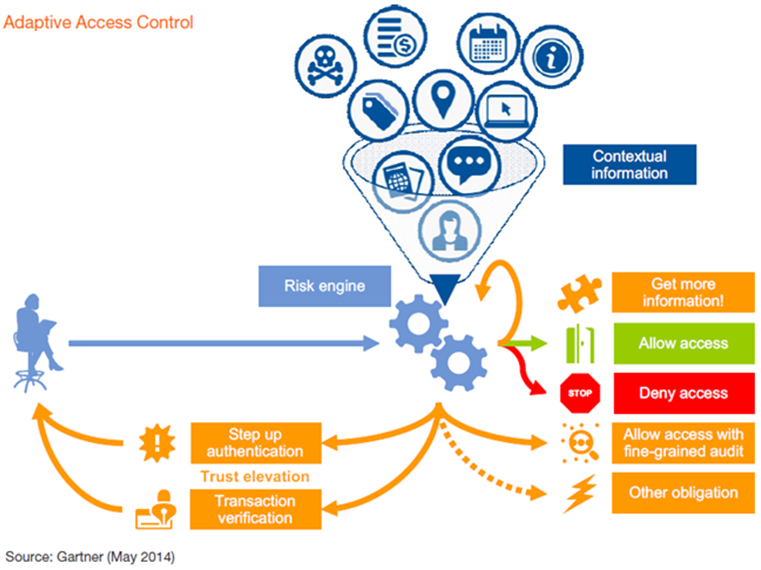 Adaptive Access Control
Contextual
information
Risk engine
Get more
information!
Allow access
STOP
Deny access
Step up
authentication
Allow access with
fine-grained audit
Trust elevation
Transaction
verification
Other obligation
Source: Gartner (May 2014)